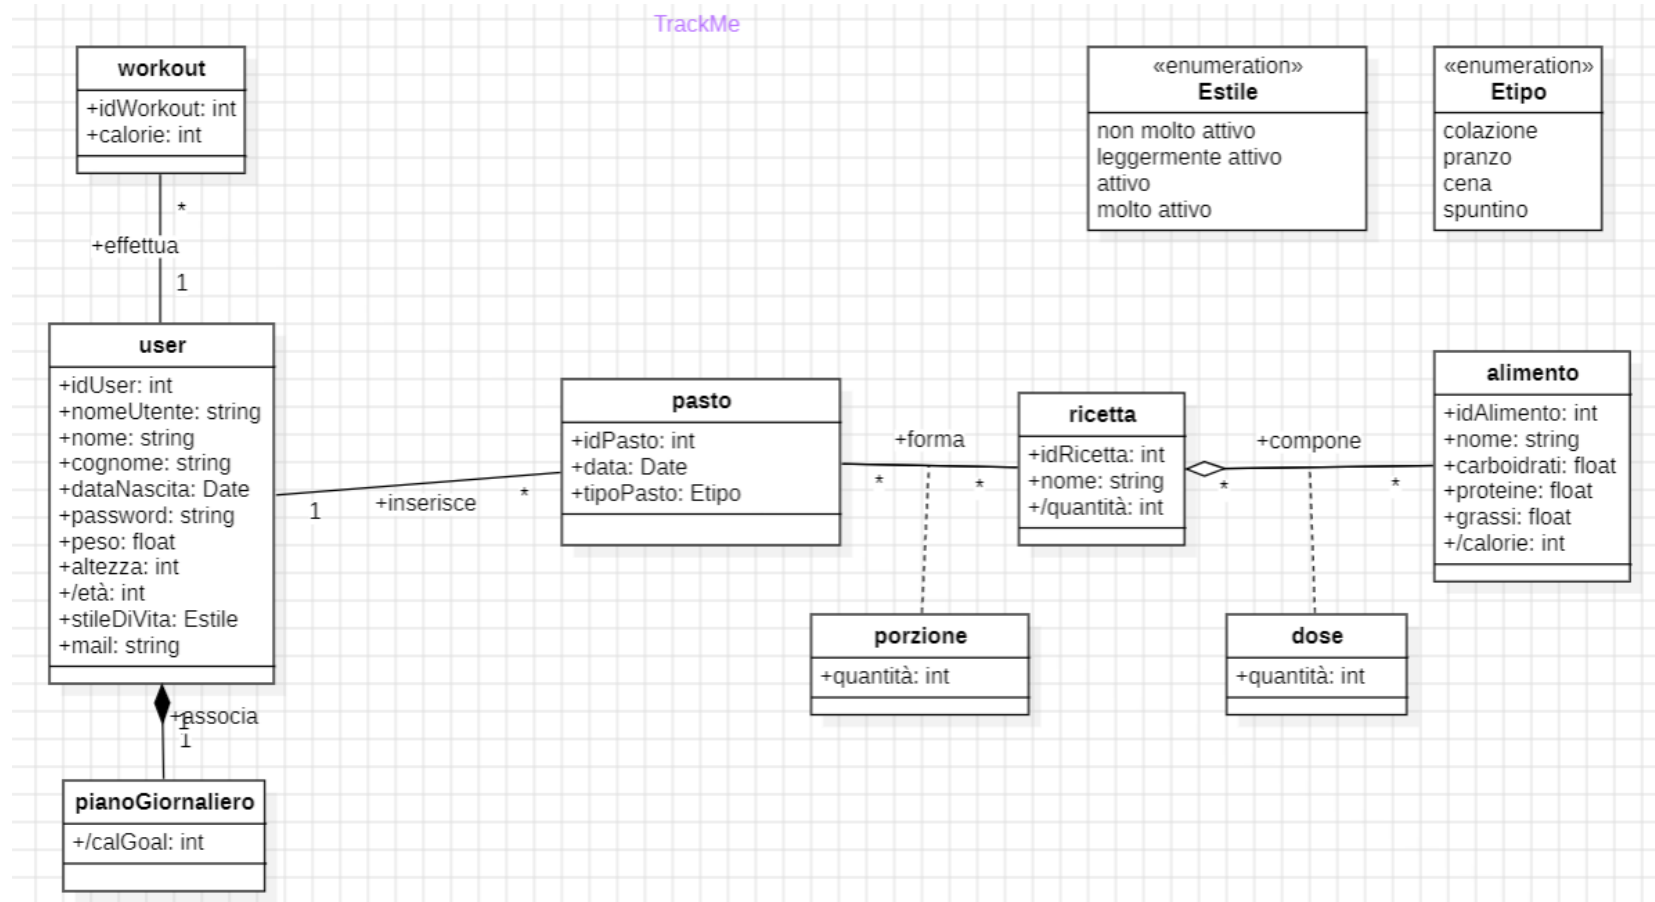 TrackMe
workout
+idWorkout: int
+calorie: int
*
+effettua
1
«enumeration»
Estile
non molto attivo
leggermente attivo
attivo
molto attivo
«enumeration»
Etipo
colazione
pranzo
cena
spuntino
user
+idUser: int
+nomeUtente: string
+nome: string
+cognome: string
+dataNascita: Date
+password: string
+peso: float
+altezza: int
+/età: int
+stileDiVita: Estile
+mail: string
1
+inserisce
*
pasto
+idPasto: int
+data: Date
+tipoPasto: Etipo
+forma
*
*
ricetta
+idRicetta: int
+nome: string
+/quantità: int
+compone
*
*
alimento
+idAlimento: int
+nome: string
+carboidrati: float
+proteine: float
+grassi: float
+/calorie: int
porzione
+quantità: int
dose
+quantità: int
+associa
1
1
pianoGiornaliero
+/calGoal: int